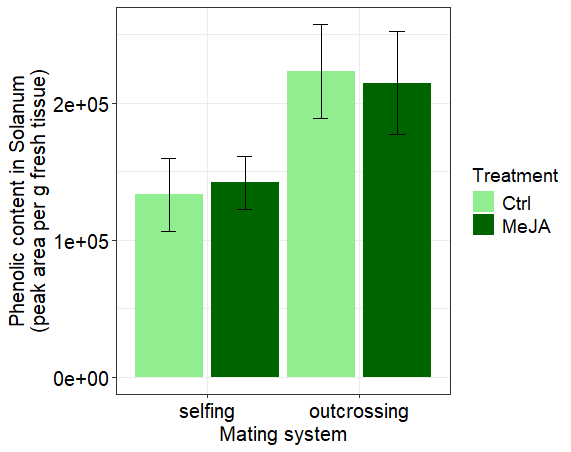 Phenolic content in Solanum
(peak area per g fresh tissue)
2e+05
1e+05
0e+00
selfing outcrossing
Mating system
Treatment
Ctrl
MeJA